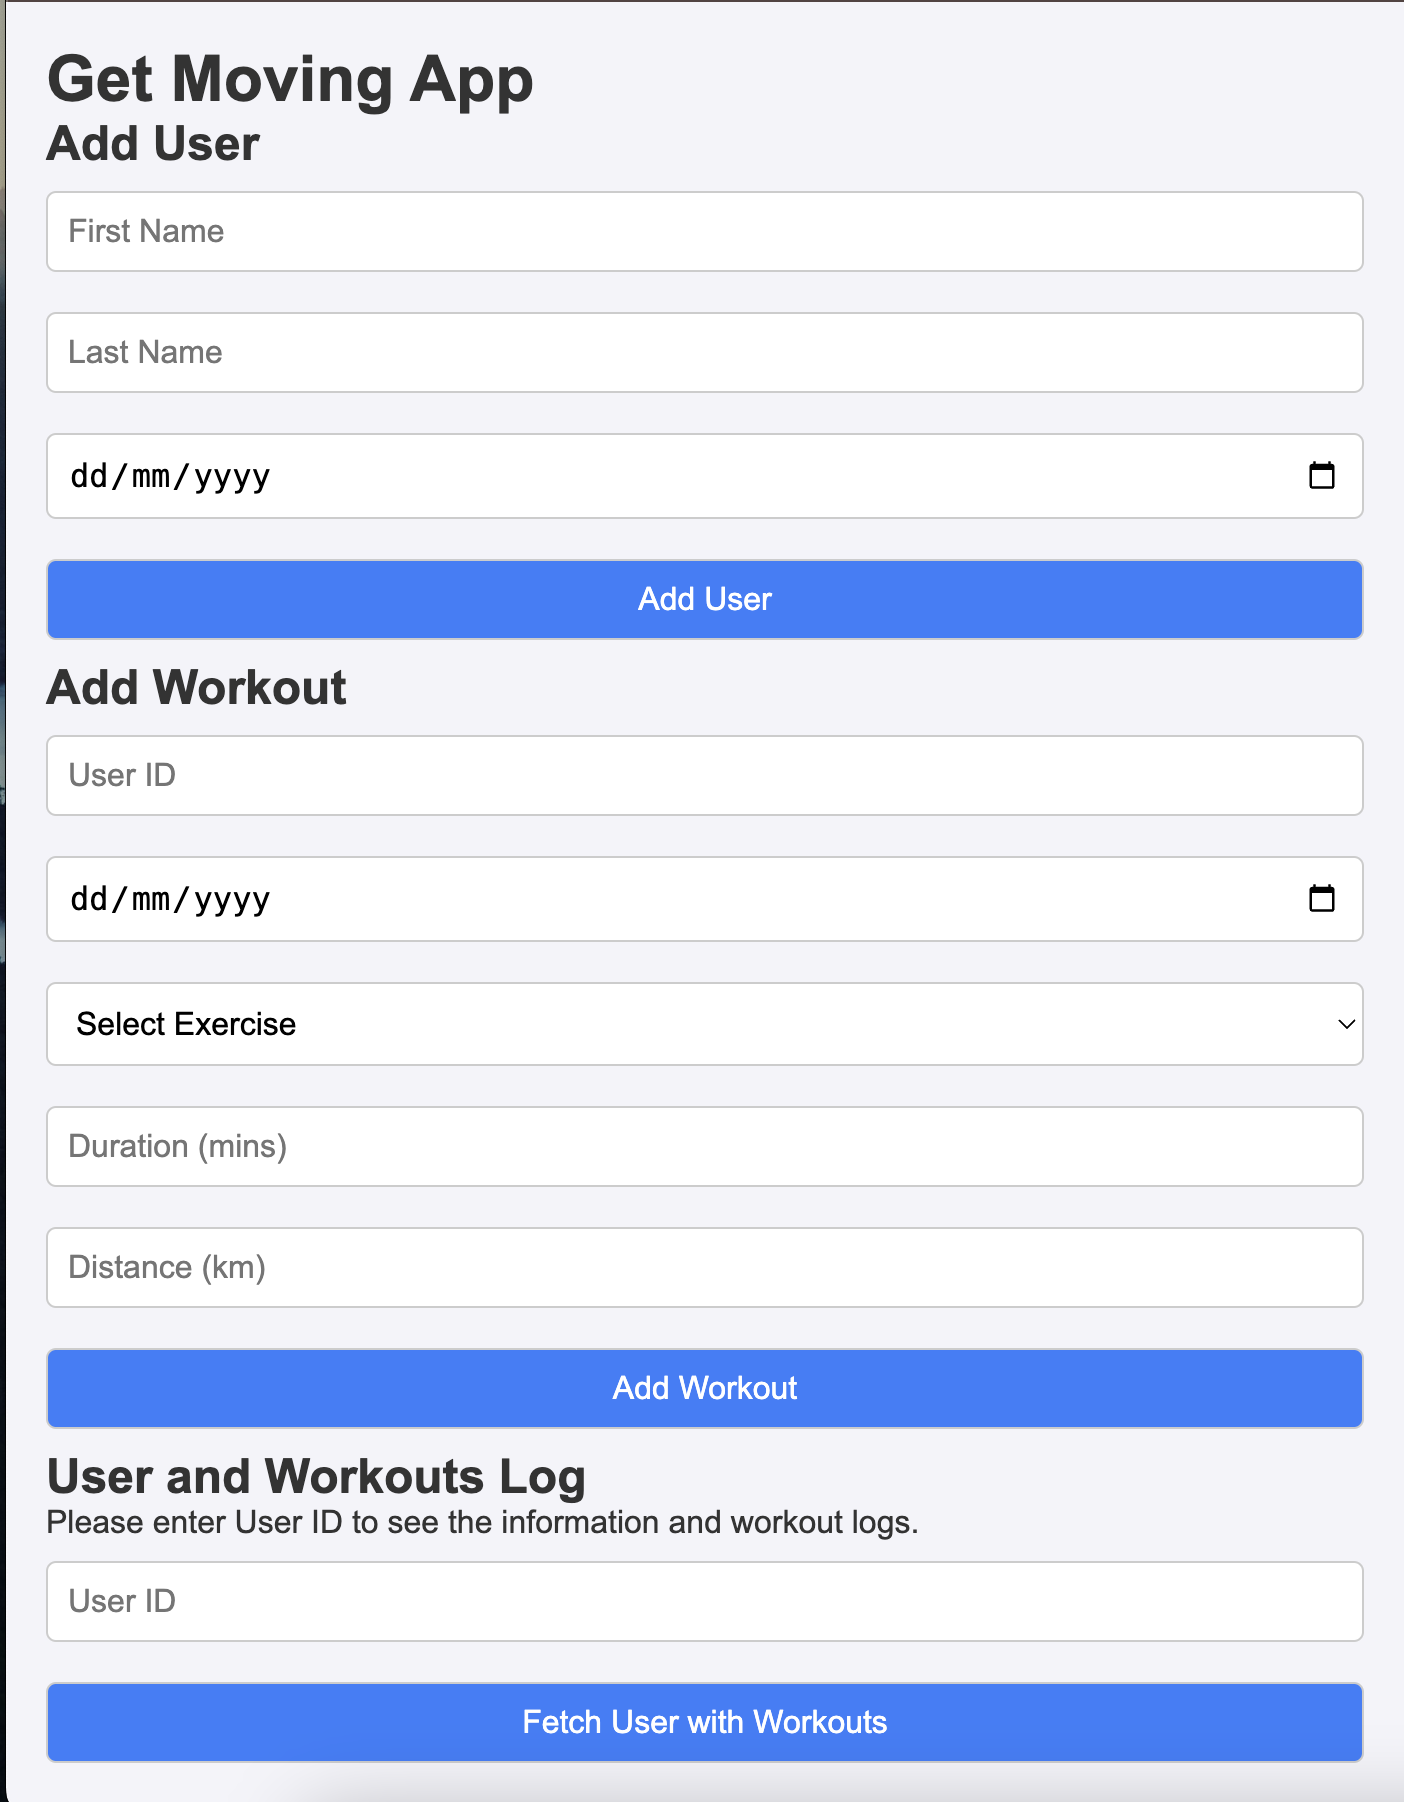 Get Moving App
Add User
First Name
Last Name
dd/mm/yyyy
Add User
Add Workout
User ID
dd/mm/yyyy
Select Exercise
Duration (mins)
Distance (km)
Add Workout
User and Workouts Log
Please enter User ID to see the information and workout logs.
User ID
Fetch User with Workouts